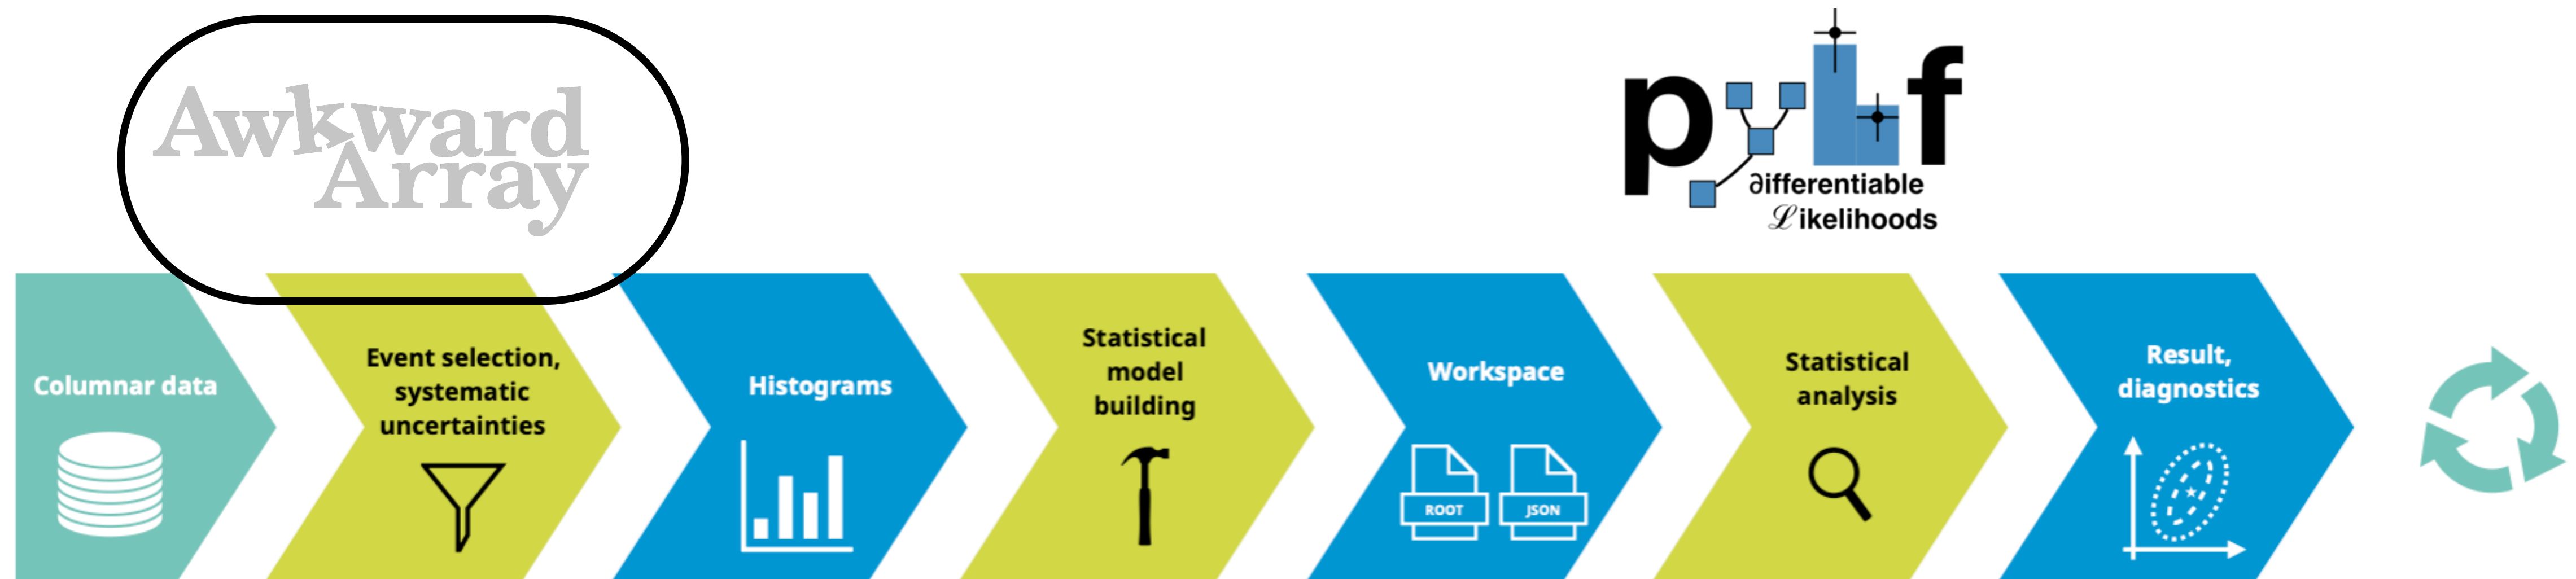 Awkward
Array
pyhf
∂ifferentiable
ℒikelihoods
Columnar data
Event selection,
systematic
uncertainties
Histograms
Statistical
model
building
Workspace
ROOT
JSON
Statistical
analysis
Result,
diagnostics